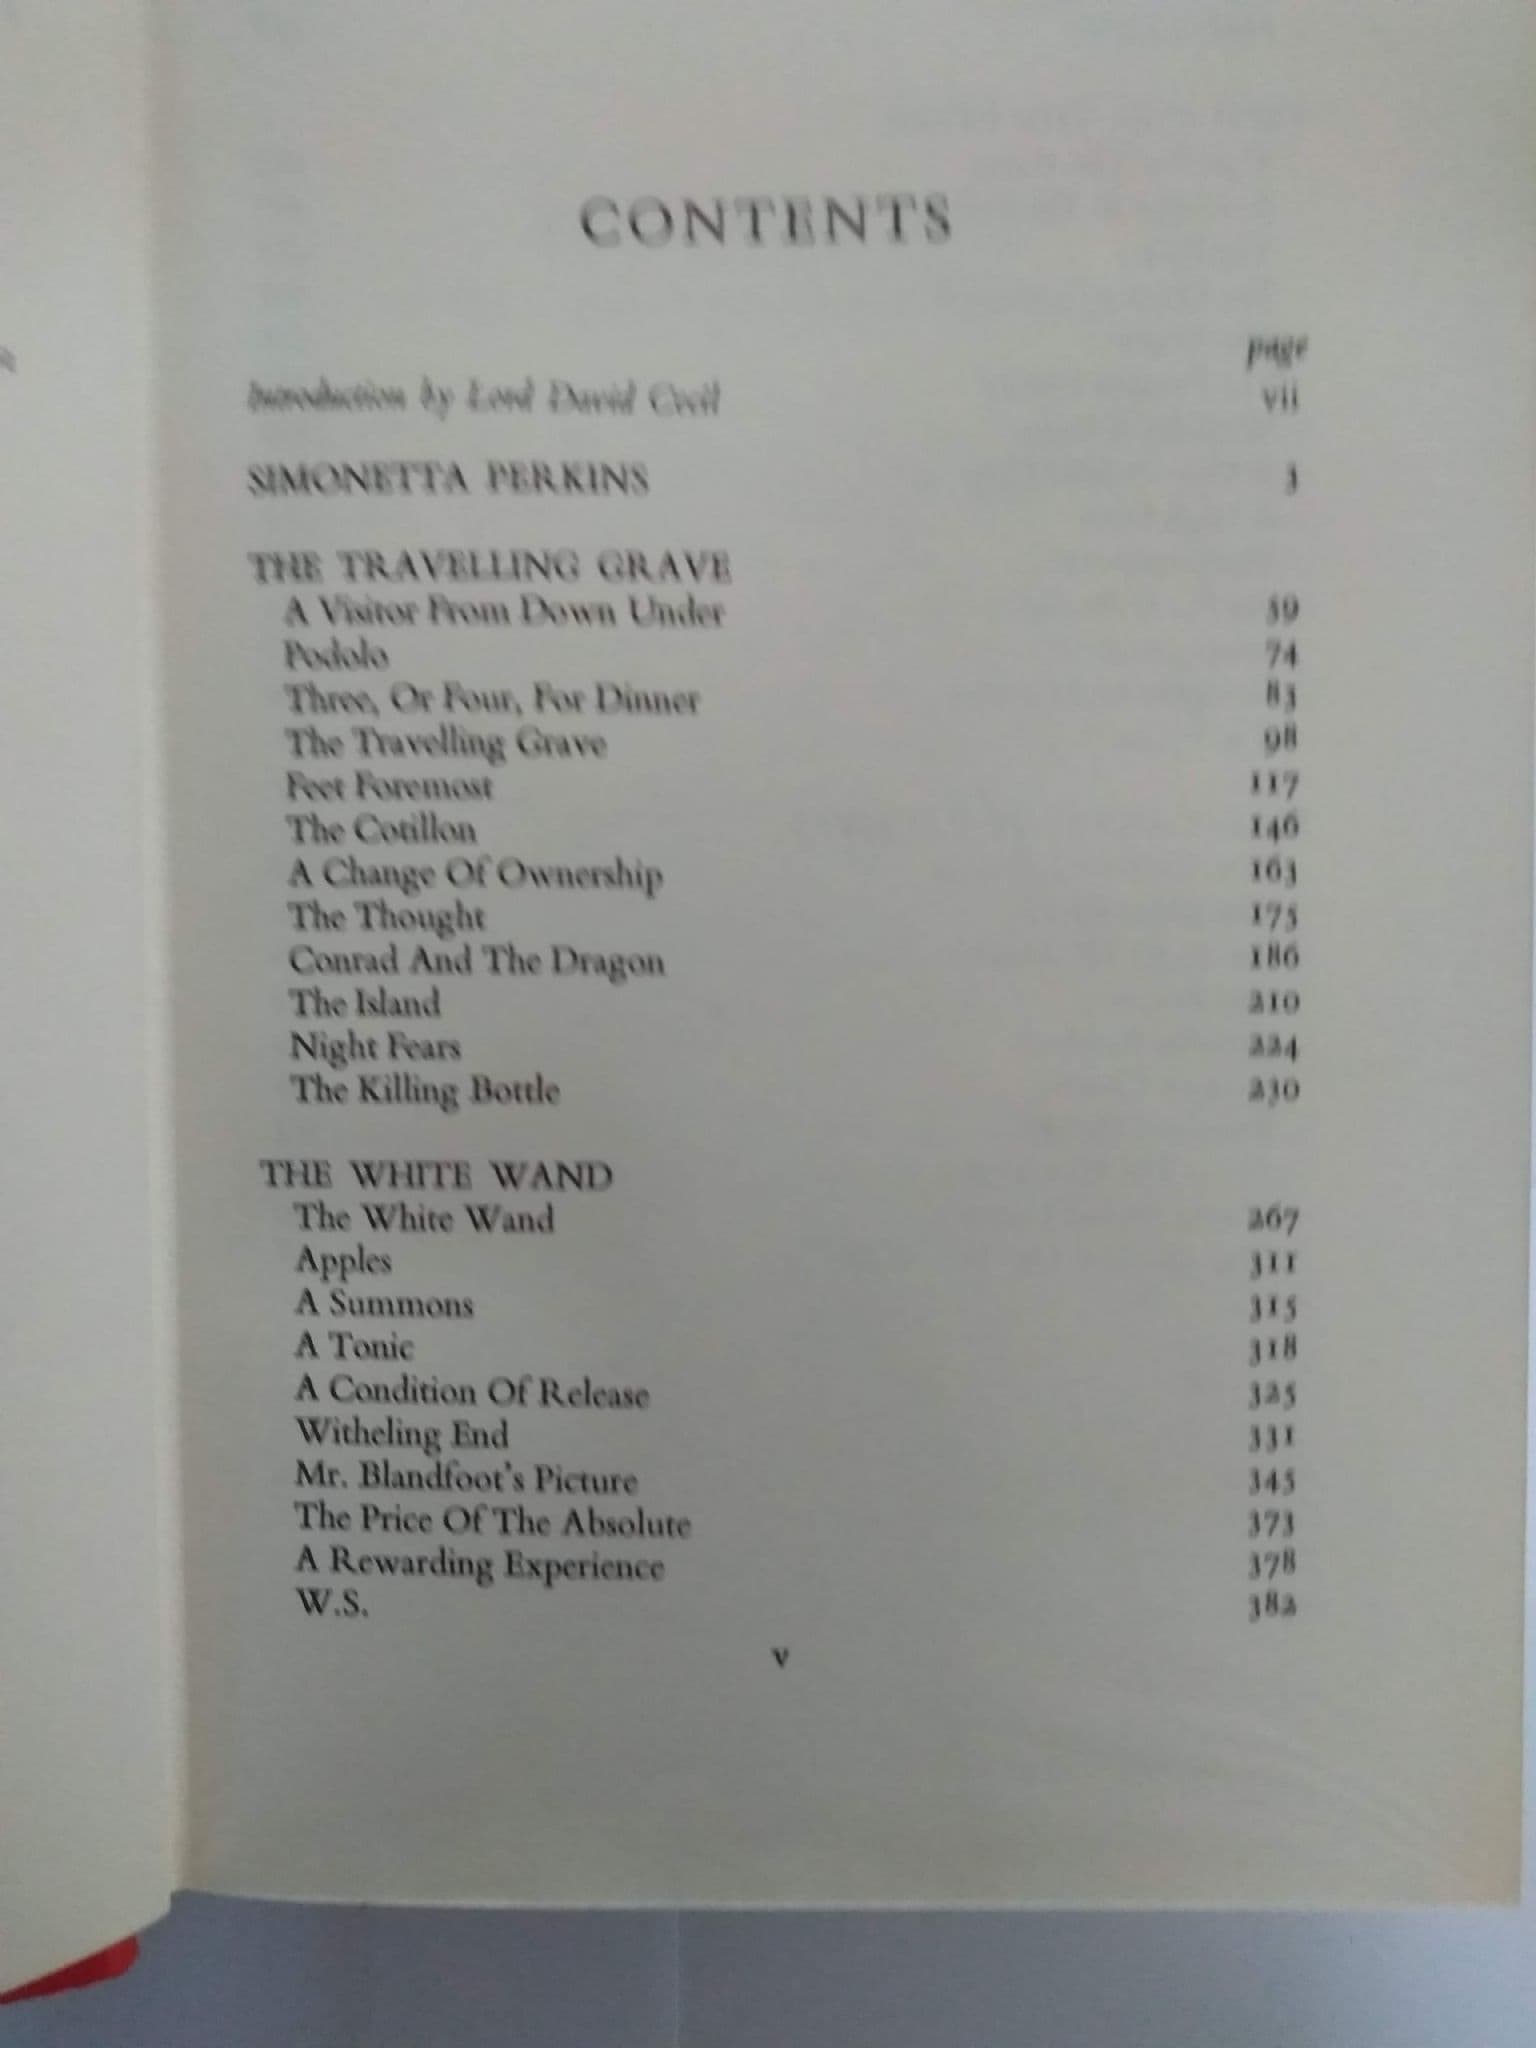 CONTENTS
page
Introduction by Lord David Cecil vii
SIMONETTA PERKINS 3
THE TRAVELLING GRAVE
A Visitor From Down Under 59
Podolo 74
Three, Or Four, For Dinner 83
The Travelling Grave 98
Feet Foremost 117
The Cotillon 146
A Change Of Ownership 163
The Thought 175
Conrad And The Dragon 186
The Island 210
Night Fears 224
The Killing Bottle 230
THE WHITE WAND
The White Wand 267
Apples 311
A Summons 315
A Tonic 318
A Condition Of Release 325
Witheling End 331
Mr. Blandfoot's Picture 345
The Price Of The Absolute 373
A Rewarding Experience 378
W.S. 382
v